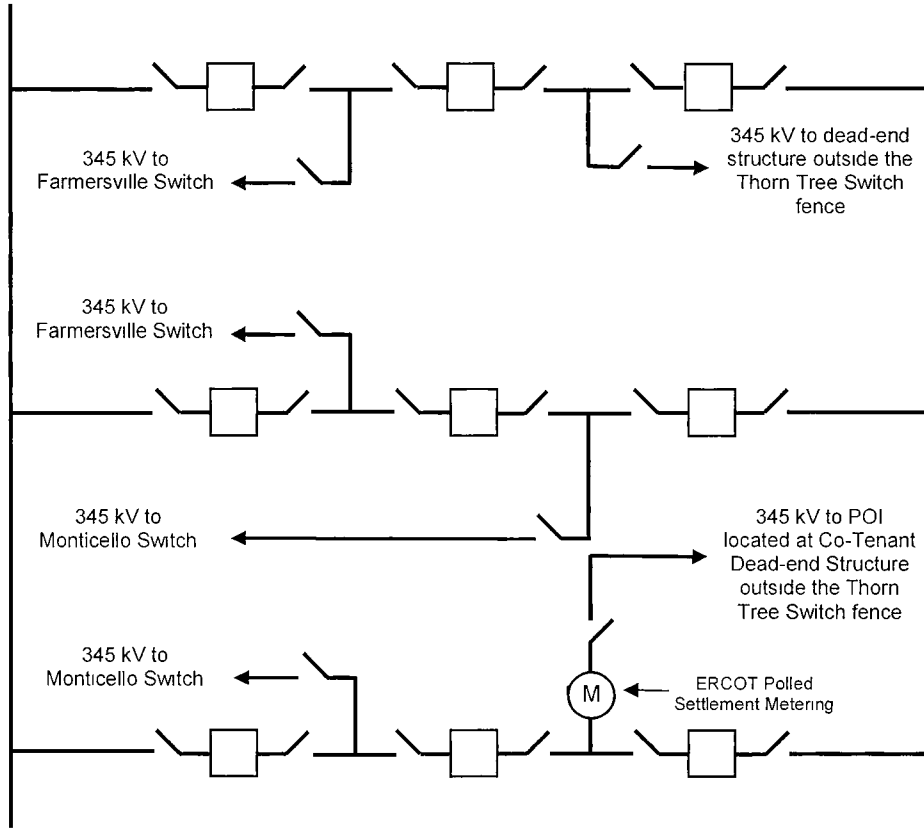 345 kV to
Farmersville Switch
345 kV to dead-end
structure outside the
Thorn Tree Switch
fence
345 kV to
Farmersville Switch
345 kV to
Monticello Switch
345 kV to POI
located at Co-Tenant
Dead-end Structure
outside the Thorn
Tree Switch fence
345 kV to
Monticello Switch
M
ERCOT Polled
Settlement Metering